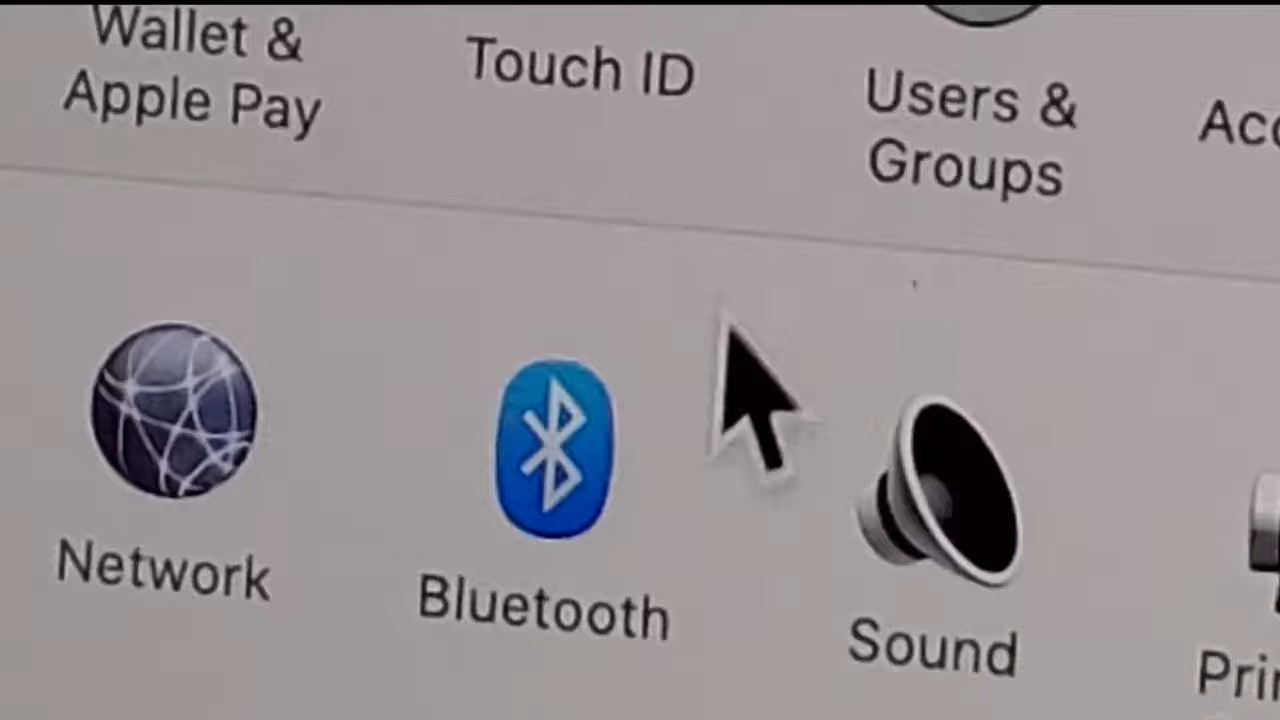 Wallet &
Apple Pay
Touch ID
Users &
Groups
Network
Bluetooth
Sound